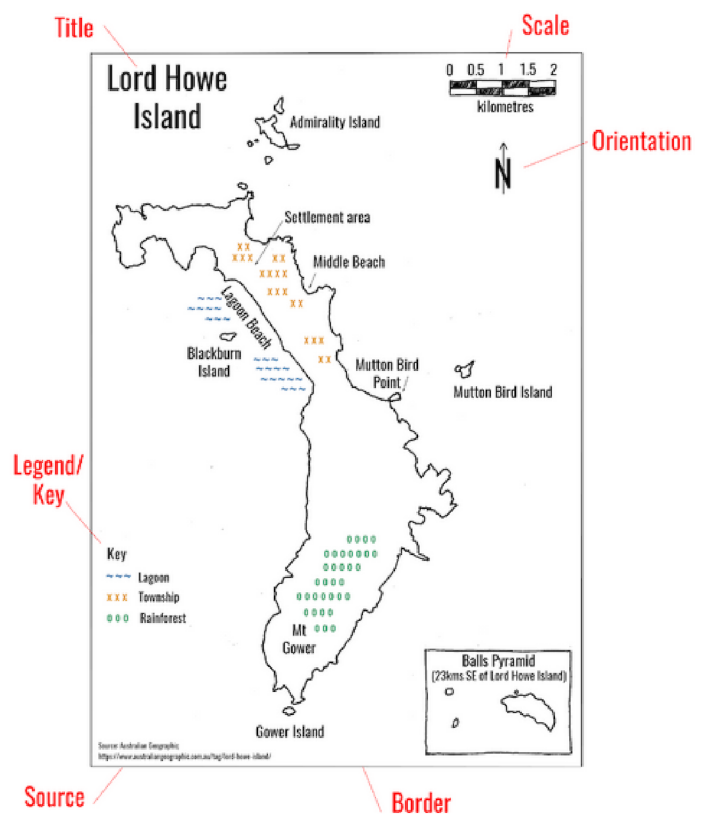 Title
Scale
Lord Howe
Island
0 0.5 1 1.5 2
kilometres
Admirality Island
Orientation
N
Settlement area
X X
X X X
X X
X X X X
Middle Beach
X X X
X X
Lagoon Beach
Blackburn
Island
X X X
X X
Mutton Bird
Point
Mutton Bird Island
Legend/
Key
Key
~~~ Lagoon
X X X Township
0 0 0 Rainforest
Mt
Gower
Balls Pyramid
(23kms SE of Lord Howe Island)
Gower Island
Source: Australian Geographic
https://www.australiangeographic.com.au/tag/lord-howe-island/
Source
Border